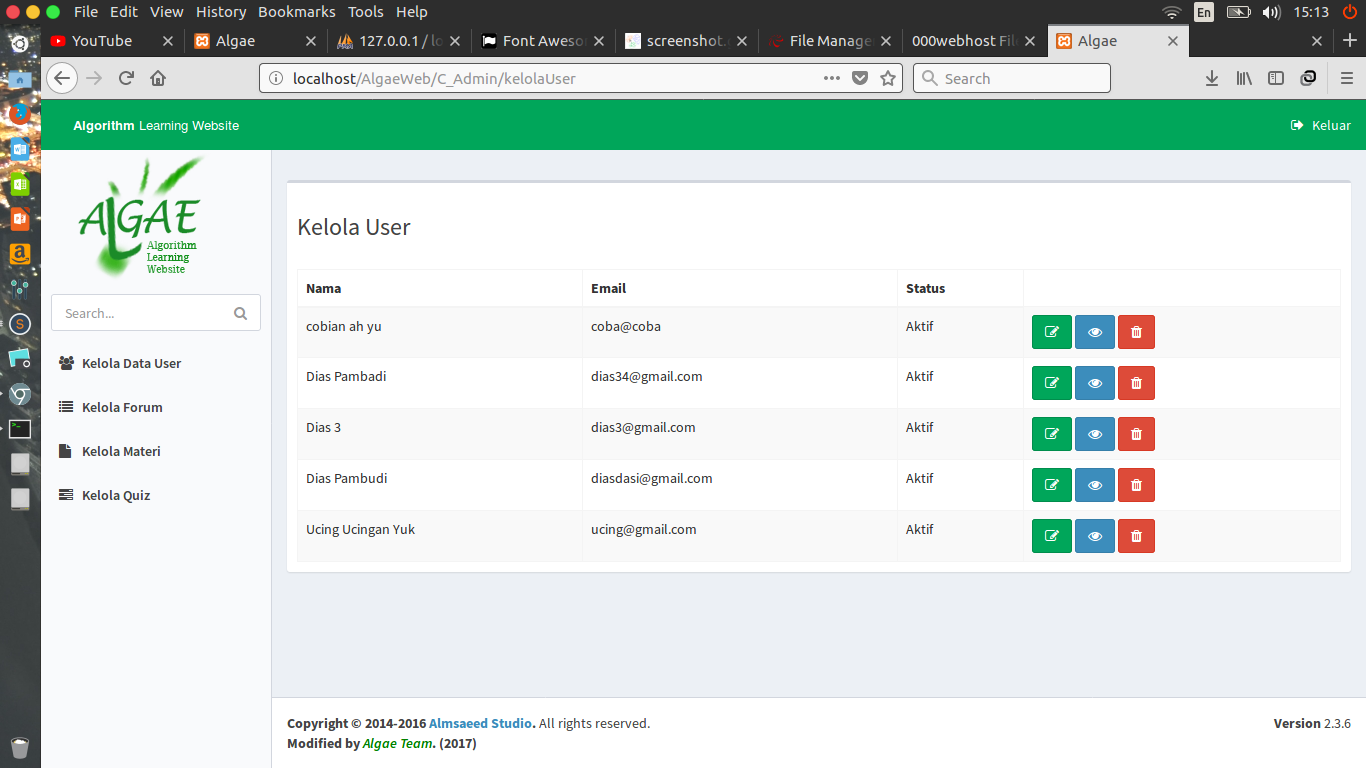 File Edit View History Bookmarks Tools Help
En
15:13
YouTube
Algae
127.0.0.1 / lo
Font Aweso
screenshot.
File Manage
000webhost Fil
Algae
localhost/AlgaeWeb/C_Admin/kelolaUser
Search
Algorithm Learning Website
Keluar
ALGAE
Algorithm
Learning
Website
Search...
Kelola Data User
Kelola Forum
Kelola Materi
Kelola Quiz
Kelola User
Nama Email Status
cobian ah yu coba@coba Aktif
Dias Pambadi dias34@gmail.com Aktif
Dias 3 dias3@gmail.com Aktif
Dias Pambudi diasdasi@gmail.com Aktif
Ucing Ucingan Yuk ucing@gmail.com Aktif
Copyright © 2014-2016 Almsaeed Studio. All rights reserved.
Version 2.3.6
Modified by Algae Team. (2017)